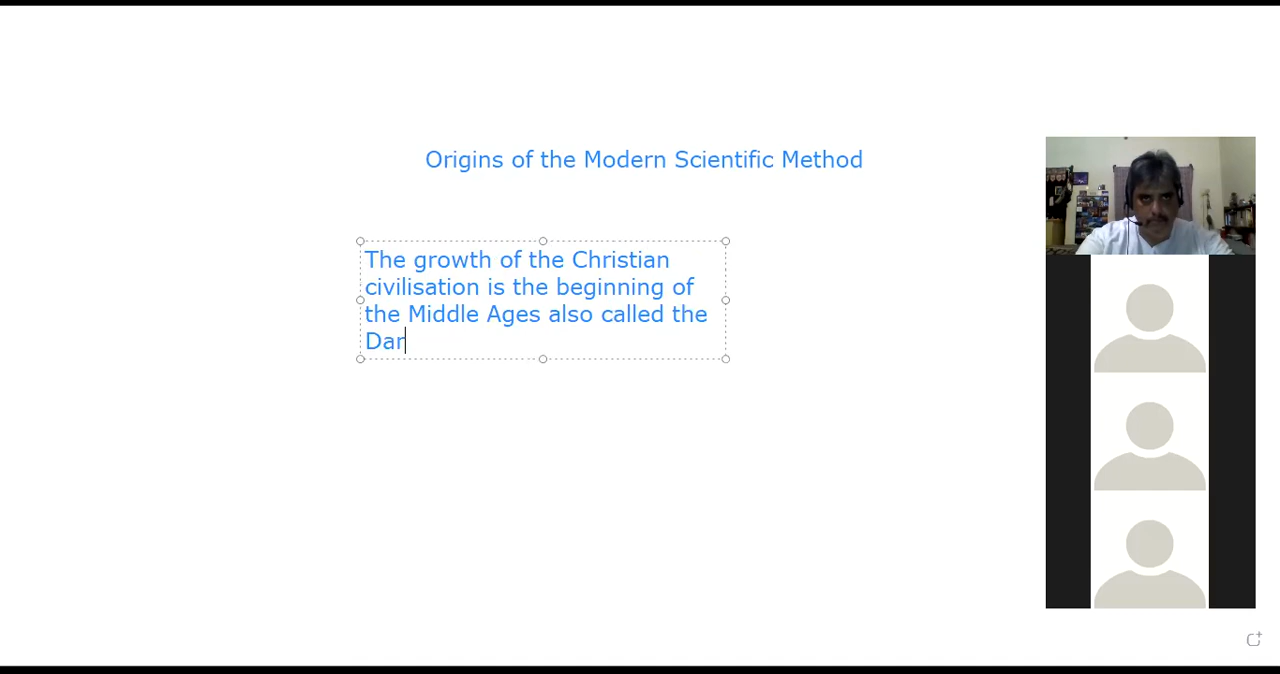 Origins of the Modern Scientific Method
The growth of the Christian
civilisation is the beginning of
the Middle Ages also called the
Dar